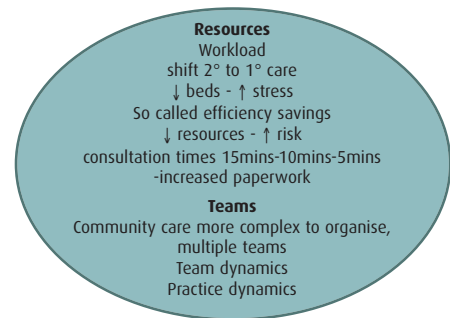 Resources
Workload
shift 2° to 1° care
↓ beds - ↑ stress
So called efficiency savings
↓ resources - ↑ risk
consultation times 15mins-10mins-5mins
-increased paperwork
Teams
Community care more complex to organise,
multiple teams
Team dynamics
Practice dynamics